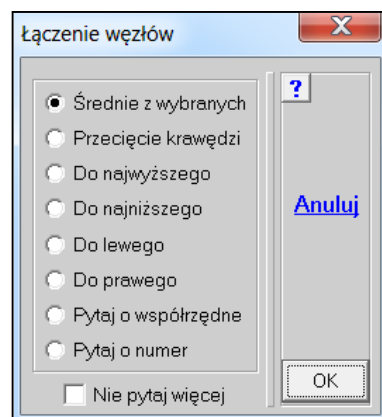 Łączenie węzłów
X
Średnie z wybranych
Przecięcie krawędzi
Do najwyższego
Do najniższego
Do lewego
Do prawego
Pytaj o współrzędne
Pytaj o numer
Nie pytaj więcej
?
Anuluj
OK